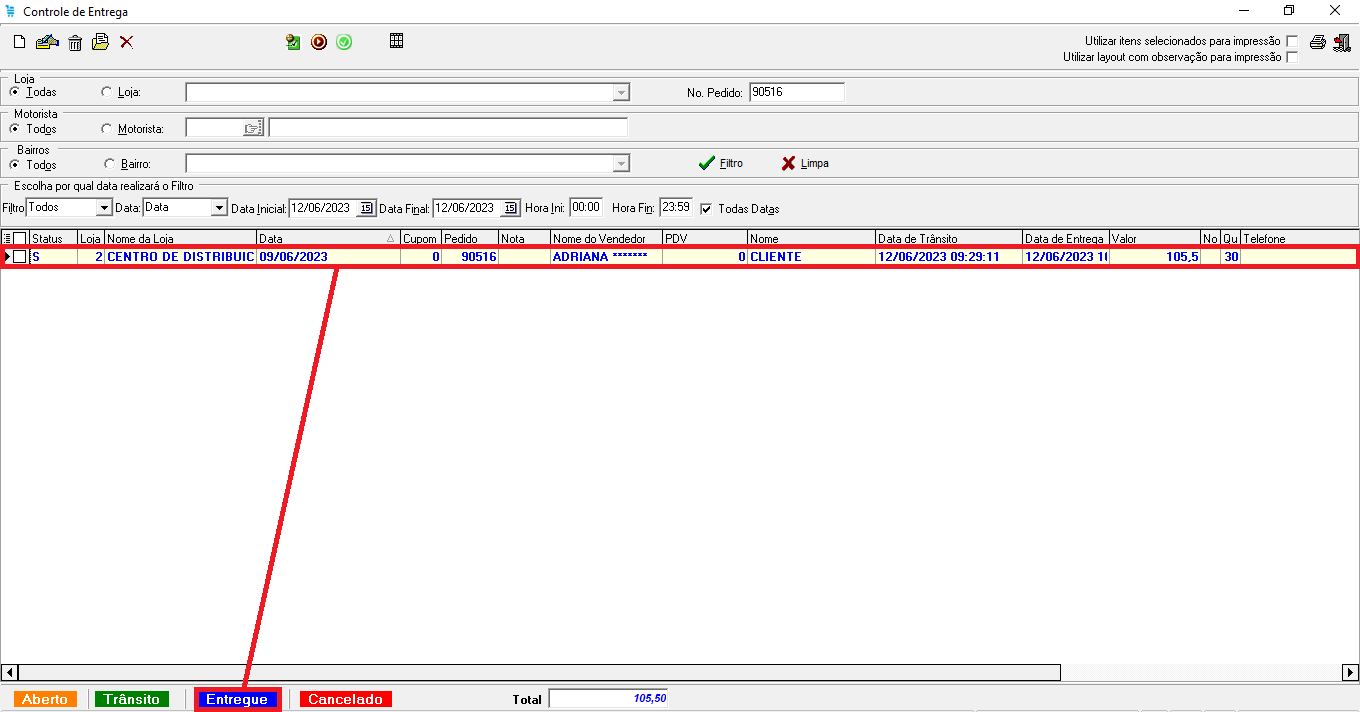 Controle de Entrega
Utilizar itens selecionados para impressão
Utilizar layout com observação para impressão
Loja
Todas Loja: No. Pedido: 90516
Motorista
Todos Motorista:
Bairros
Todos Bairro: Filtro Limpa
Escolha por qual data realizará o Filtro
Filtro Todos Data: Data Data Inicial: 12/06/2023 15 Data Final: 12/06/2023 15 Hora Ini: 00:00 Hora Fin: 23:59 Todas Datas
Status Loja Nome da Loja Data Cupom Pedido Nota Nome do Vendedor PDV Nome Data de Trânsito Data de Entrega Valor No Qu Telefone
S 2 CENTRO DE DISTRIBUIC 09/06/2023 0 90516 ADRIANA ******* 0 CLIENTE 12/06/2023 09:29:11 12/06/2023 105,5 30
Aberto Trânsito Entregue Cancelado Total 105,50